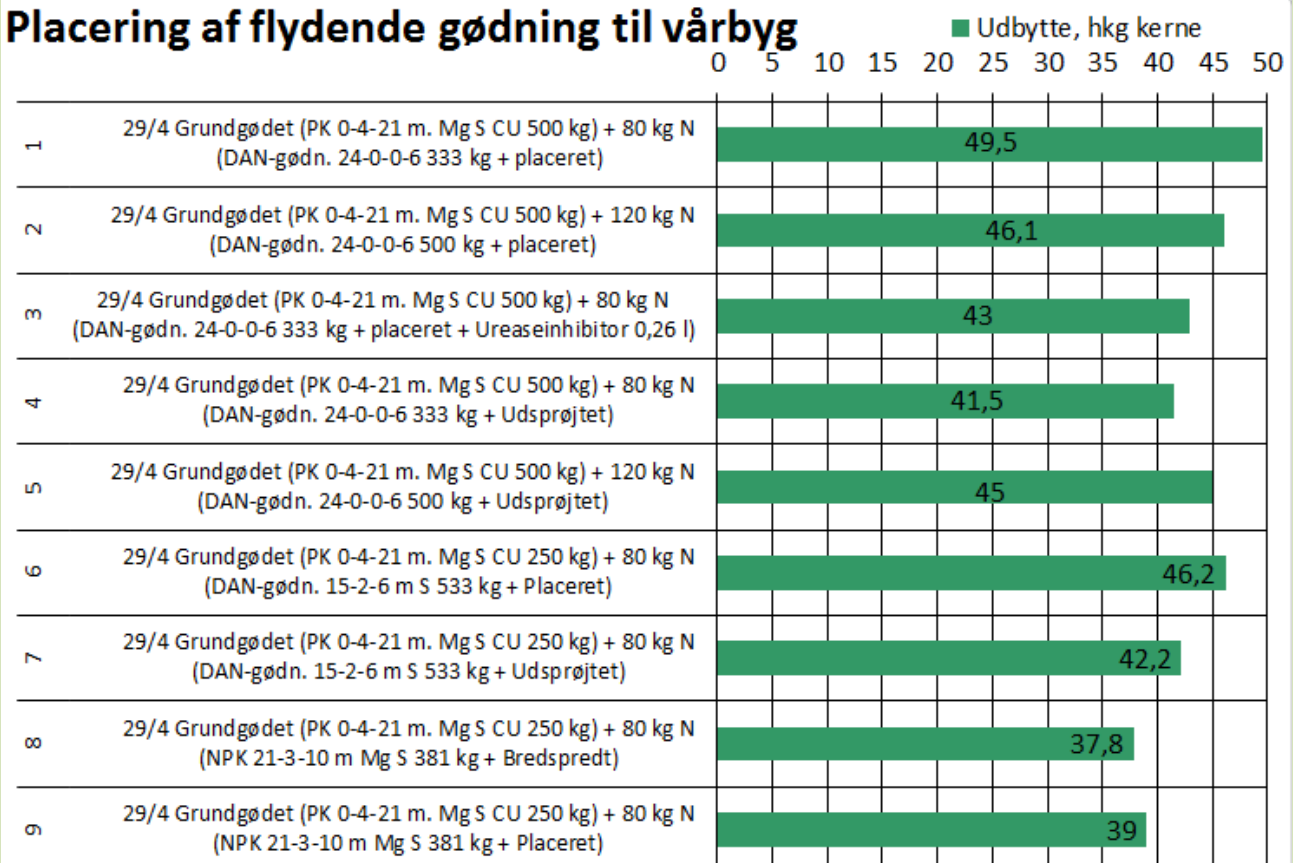 Placering af flydende gødning til vårbyg
Udbytte, hkg kerne
0 5 10 15 20 25 30 35 40 45 50
1
29/4 Grundgødet (PK 0-4-21 m. Mg S CU 500 kg) + 80 kg N
(DAN-gødn. 24-0-0-6 333 kg + placeret)
49,5
2
29/4 Grundgødet (PK 0-4-21 m. Mg S CU 500 kg) + 120 kg N
(DAN-gødn. 24-0-0-6 500 kg + placeret)
46,1
3
29/4 Grundgødet (PK 0-4-21 m. Mg S CU 500 kg) + 80 kg N
(DAN-gødn. 24-0-0-6 333 kg + placeret + Ureaseinhibitor 0,26 l)
43
4
29/4 Grundgødet (PK 0-4-21 m. Mg S CU 500 kg) + 80 kg N
(DAN-gødn. 24-0-0-6 333 kg + Udsprøjtet)
41,5
5
29/4 Grundgødet (PK 0-4-21 m. Mg S CU 500 kg) + 120 kg N
(DAN-gødn. 24-0-0-6 500 kg + Udsprøjtet)
45
6
29/4 Grundgødet (PK 0-4-21 m. Mg S CU 250 kg) + 80 kg N
(DAN-gødn. 15-2-6 m S 533 kg + Placeret)
46,2
7
29/4 Grundgødet (PK 0-4-21 m. Mg S CU 250 kg) + 80 kg N
(DAN-gødn. 15-2-6 m S 533 kg + Udsprøjtet)
42,2
8
29/4 Grundgødet (PK 0-4-21 m. Mg S CU 250 kg) + 80 kg N
(NPK 21-3-10 m Mg S 381 kg + Bredspredt)
37,8
9
29/4 Grundgødet (PK 0-4-21 m. Mg S CU 250 kg) + 80 kg N
(NPK 21-3-10 m Mg S 381 kg + Placeret)
39